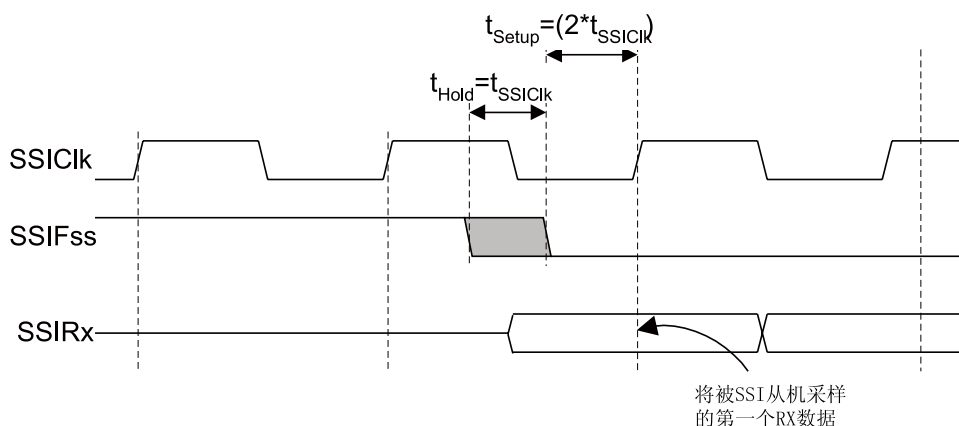 tSetup=(2*tSSIClk)
tHold=tSSIClk
SSIClk
SSIFss
SSIRx
将被SSI从机采样
的第一个RX数据